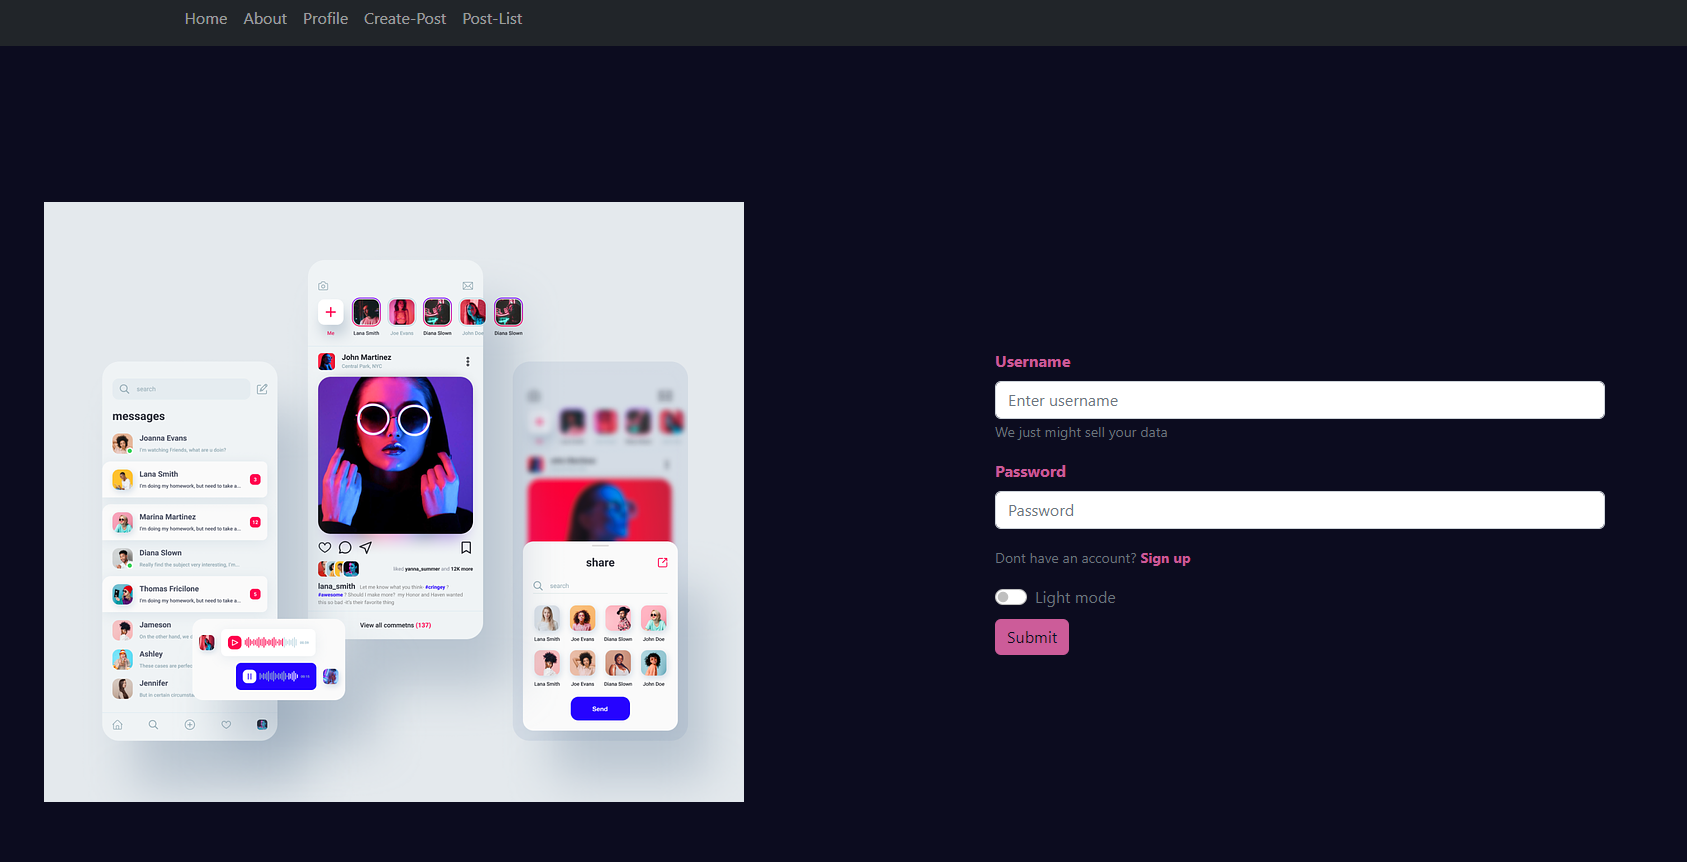 Home About Profile Create-Post Post-List
search
messages
Joanna Evans
I'm watching Friends, what are u doin?
Lana Smith
I'm doing my homework, but need to take a...
3
Marina Martinez
I'm doing my homework, but need to take a...
12
Diana Slown
Really find the subject very interesting, I'm...
Thomas Fricilone
I'm doing my homework, but need to take a...
5
Jameson
On the other hand, we d
Ashley
These cases are perfec
Jennifer
But in certain circumsta
Me Lana Smith Joe Evans Diana Slown John Doe Diana Slown
John Martinez
Central Park, NYC
liked yanna_summer and 12K more
lana_smith Let me know what you think- #cringey ?
#awesome ? Should I make more? my Honor and Haven wanted
this so bad -it's their favorite thing
View all commetns (137)
share
search
Lana Smith Joe Evans Diana Slown John Doe
Lana Smith Joe Evans Diana Slown John Doe
Send
Username
Enter username
We just might sell your data
Password
Password
Dont have an account? Sign up
Light mode
Submit